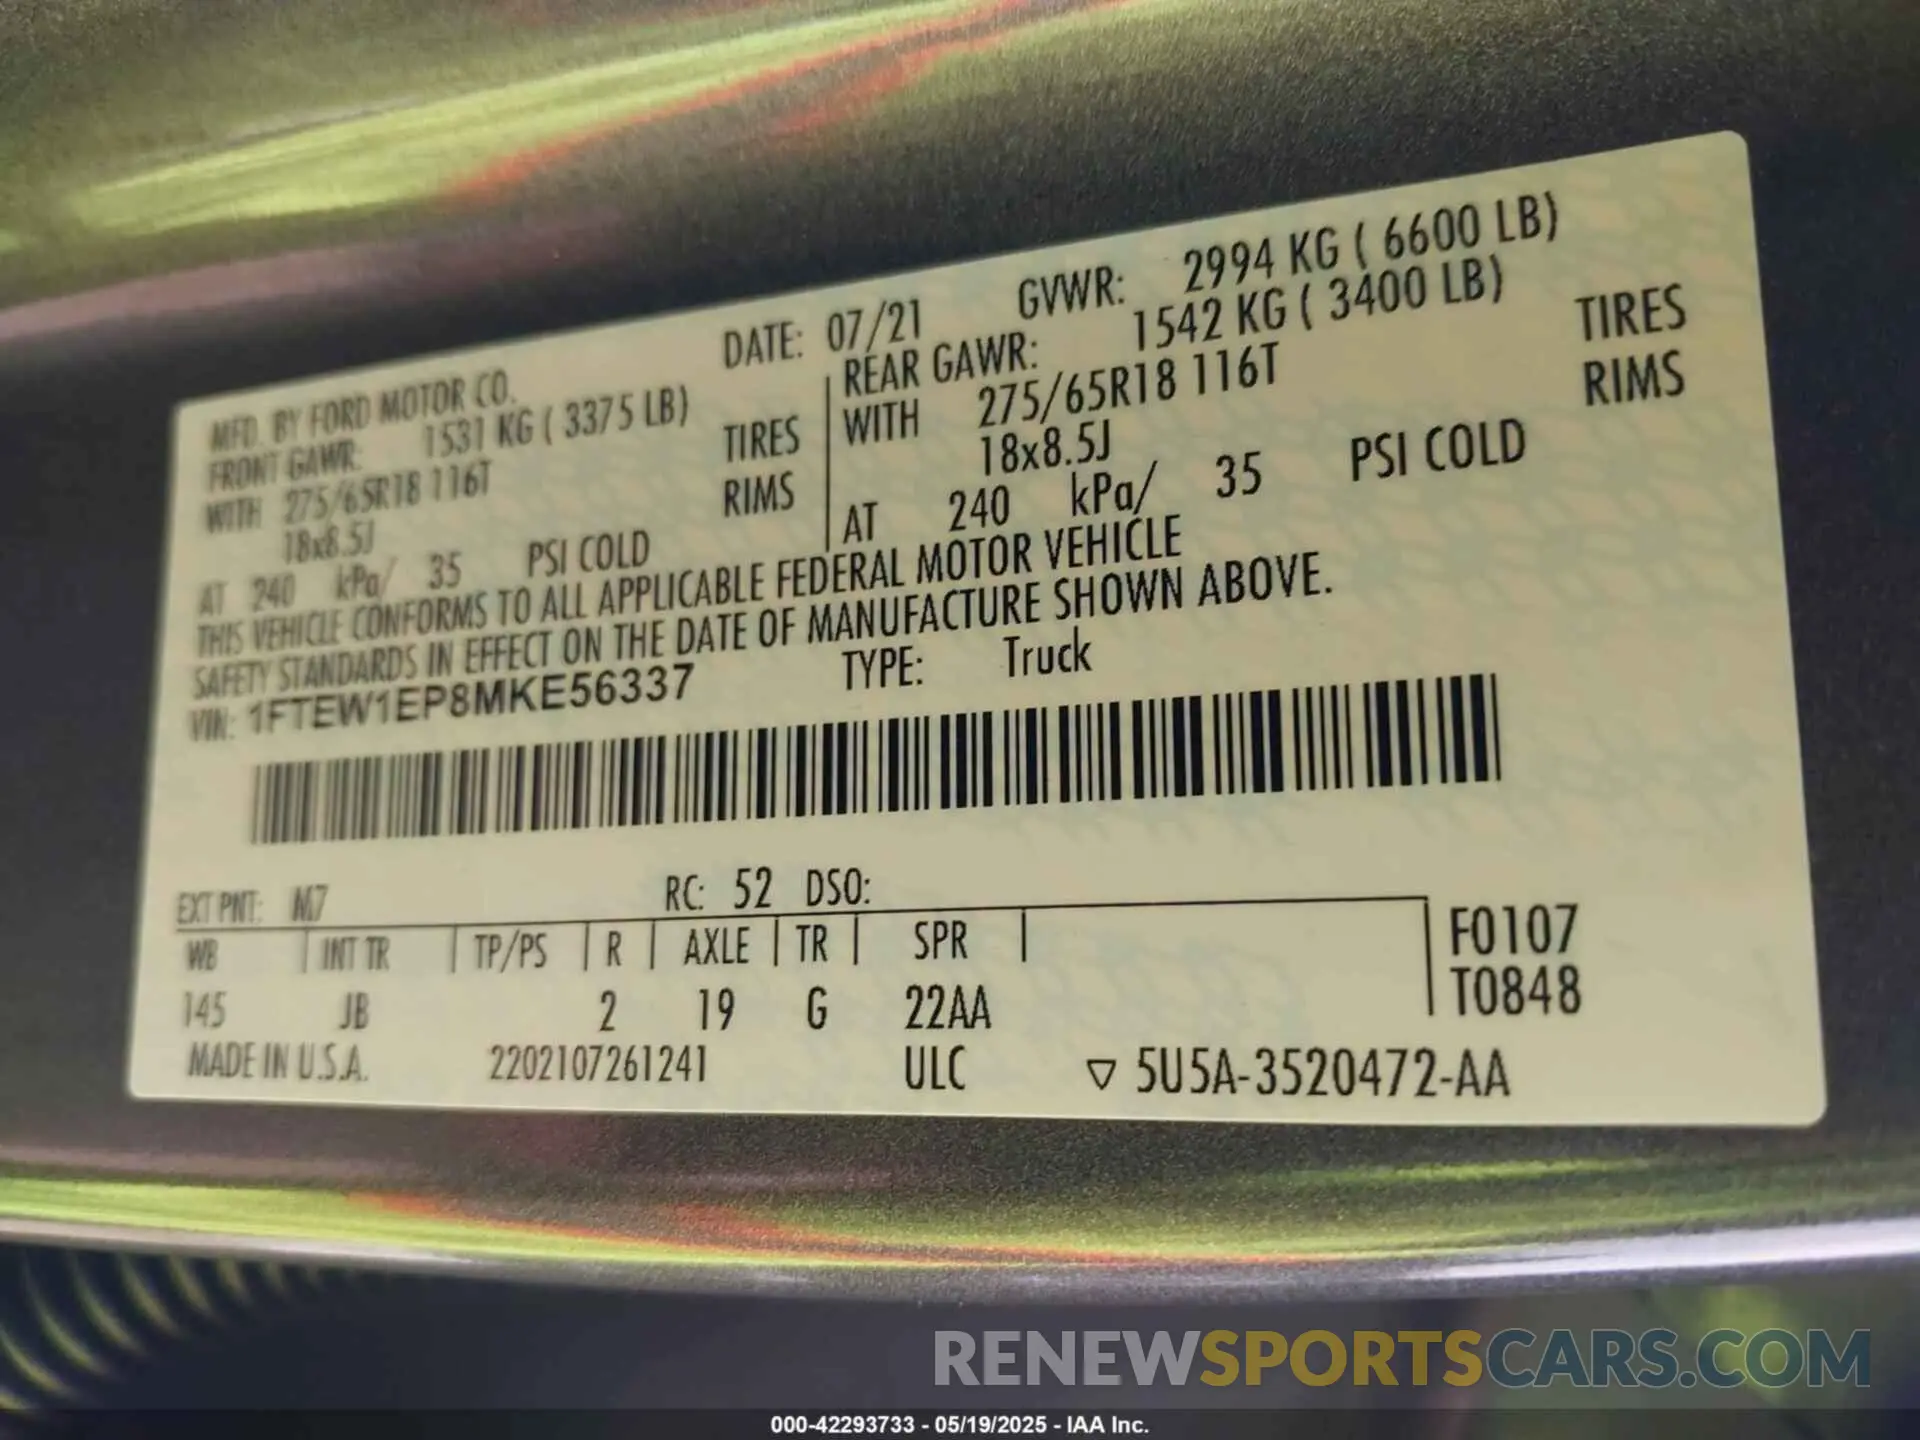 MFD. BY FORD MOTOR CO. DATE: 07/21 GVWR: 2994 KG ( 6600 LB)
FRONT GAWR: 1531 KG ( 3375 LB) REAR GAWR: 1542 KG ( 3400 LB)
WITH 275/65R18 116T TIRES WITH 275/65R18 116T TIRES
18x8.5J RIMS 18x8.5J RIMS
AT 240 kPa/ 35 PSI COLD AT 240 kPa/ 35 PSI COLD
THIS VEHICLE CONFORMS TO ALL APPLICABLE FEDERAL MOTOR VEHICLE
SAFETY STANDARDS IN EFFECT ON THE DATE OF MANUFACTURE SHOWN ABOVE.
VIN: 1FTEW1EP8MKE56337 TYPE: Truck
EXT PNT: M7 RC: 52 DSO:
WB INT TR TP/PS R AXLE TR SPR F0107
145 JB 2 19 G 22AA T0848
MADE IN U.S.A. 2202107261241 ULC ▽ 5U5A-3520472-AA
RENEWSPORTSCARS.COM
000-42293733 - 05/19/2025 - IAA Inc.